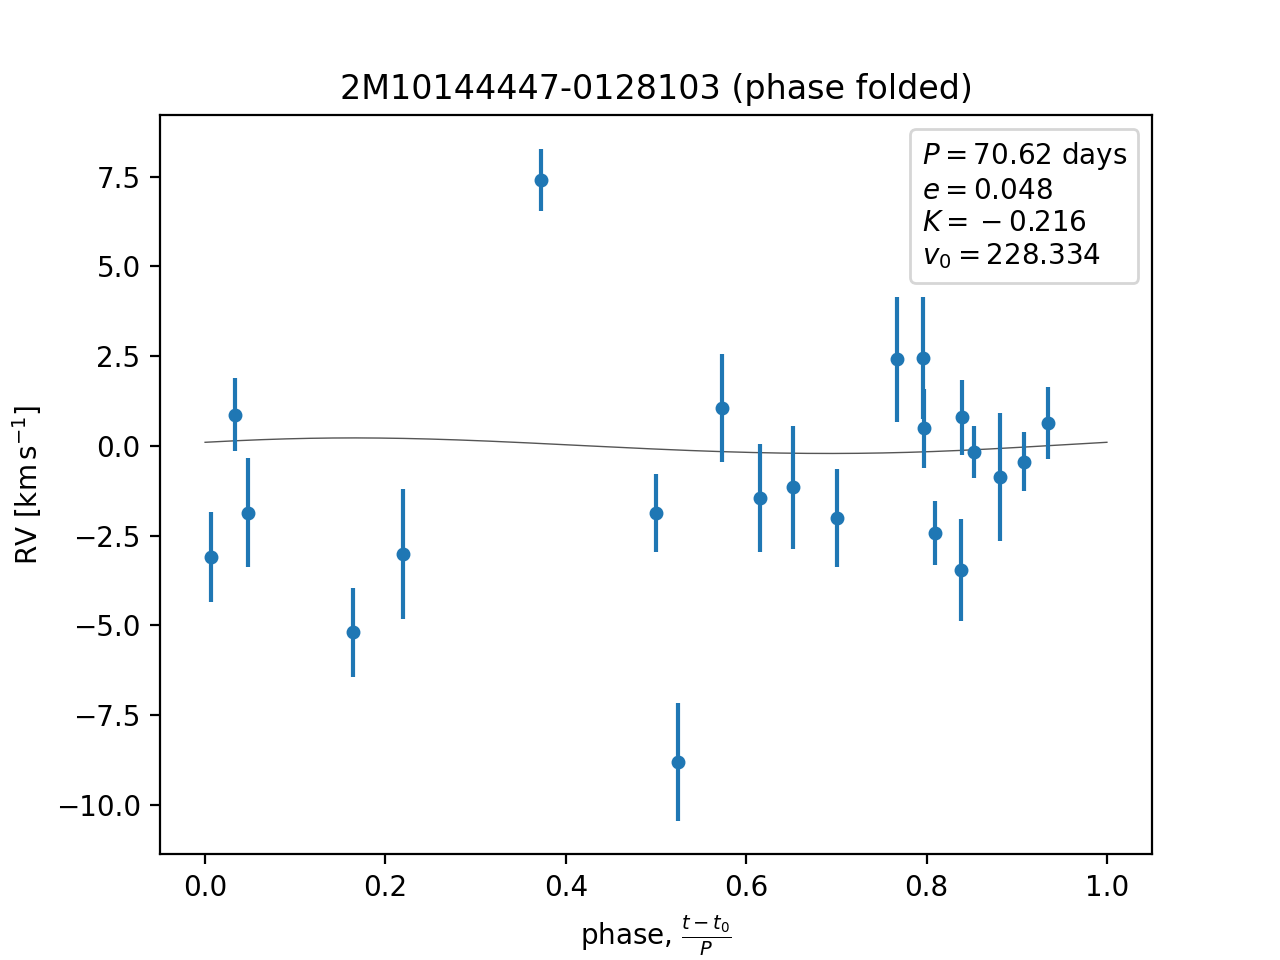 2M10144447-0128103 (phase folded)
P = 70.62 days
e = 0.048
K = −0.216
v₀ = 228.334
RV [km s⁻¹]
7.5
5.0
2.5
0.0
−2.5
−5.0
−7.5
−10.0
0.0 0.2 0.4 0.6 0.8 1.0
phase, (t − t₀)/P